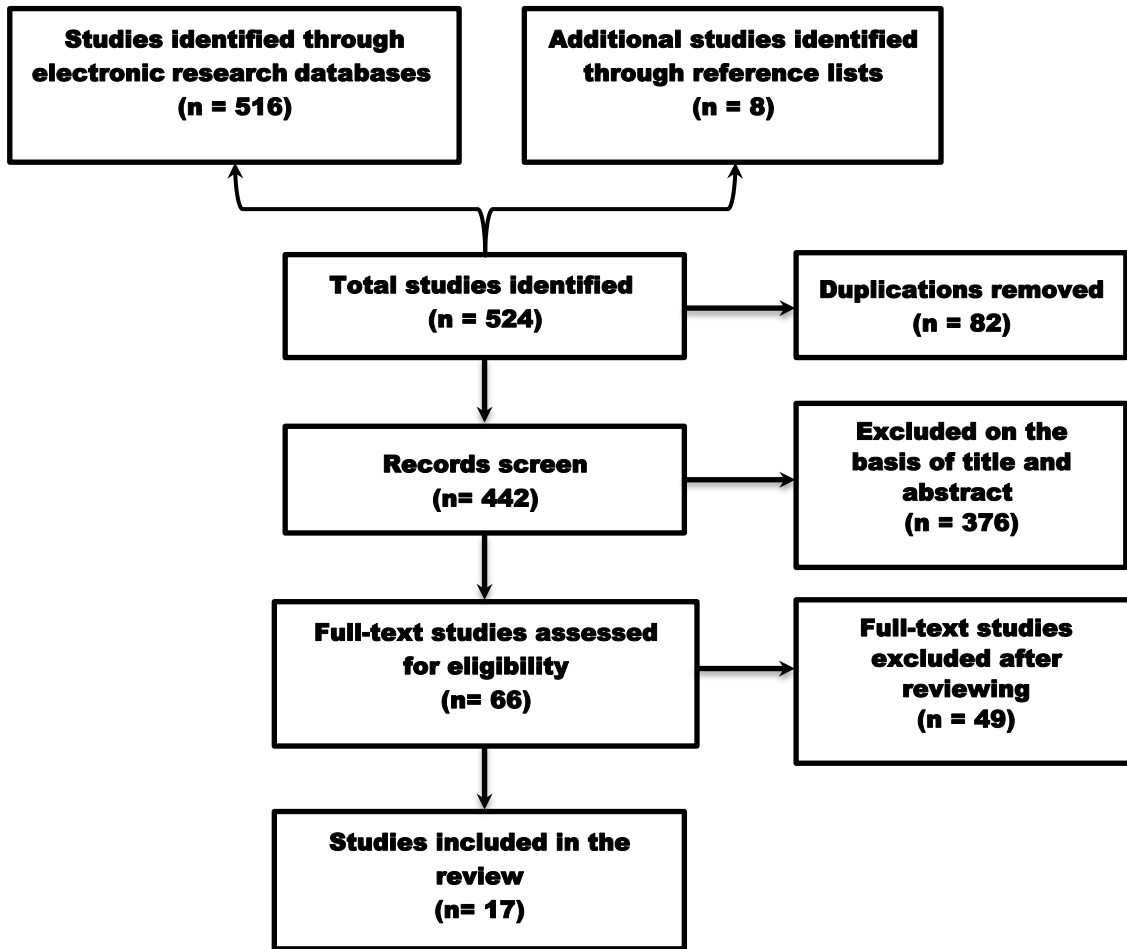 Studies identified through
electronic research databases
(n = 516)
Additional studies identified
through reference lists
(n = 8)
Total studies identified
(n = 524)
Duplications removed
(n = 82)
Records screen
(n= 442)
Excluded on the
basis of title and
abstract
(n = 376)
Full-text studies assessed
for eligibility
(n= 66)
Full-text studies
excluded after
reviewing
(n = 49)
Studies included in the
review
(n= 17)